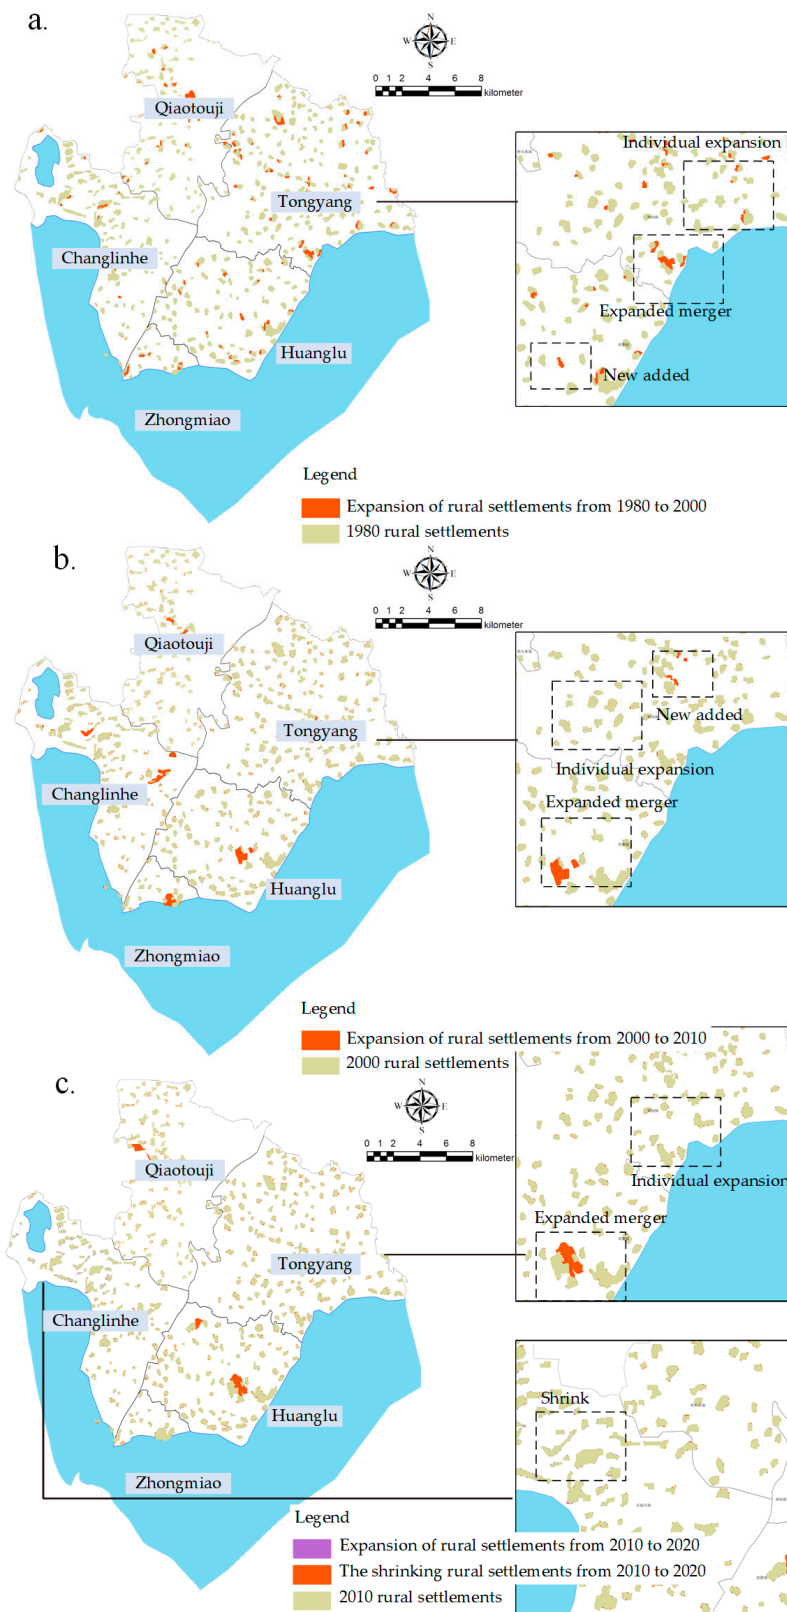 a.
N
W E
S
0 1 2 4 6 8
kilometer
Qiaotouji
Individual expansion
Tongyang
Changlinhe
Expanded merger
Huanglu
New added
Zhongmiao
Legend
Expansion of rural settlements from 1980 to 2000
1980 rural settlements
b.
N
W E
S
0 1 2 4 6 8
kilometer
Qiaotouji
New added
Tongyang
Individual expansion
Changlinhe
Expanded merger
Huanglu
Zhongmiao
Legend
Expansion of rural settlements from 2000 to 2010
2000 rural settlements
c.
N
W E
S
0 1 2 4 6 8
kilometer
Qiaotouji
Individual expansion
Expanded merger
Tongyang
Changlinhe
Shrink
Huanglu
Zhongmiao
Legend
Expansion of rural settlements from 2010 to 2020
The shrinking rural settlements from 2010 to 2020
2010 rural settlements